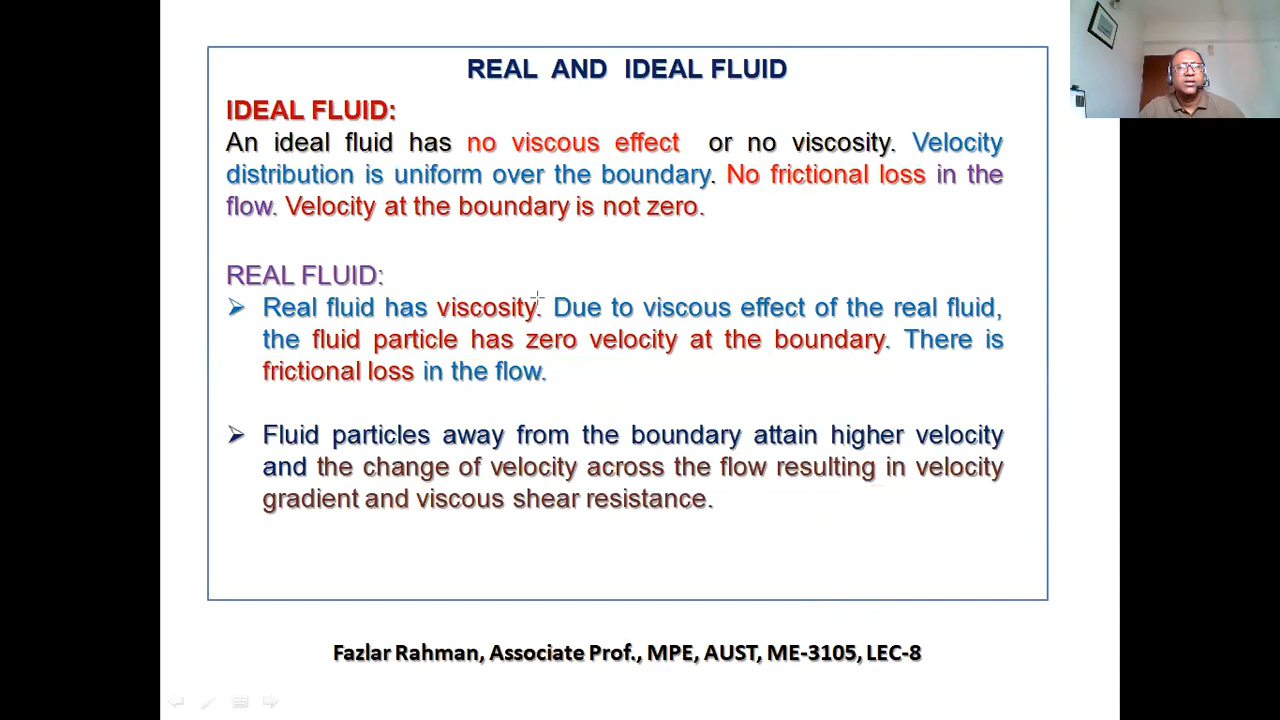 REAL AND IDEAL FLUID
IDEAL FLUID:
An ideal fluid has no viscous effect or no viscosity. Velocity
distribution is uniform over the boundary. No frictional loss in the
flow. Velocity at the boundary is not zero.
REAL FLUID:
Real fluid has viscosity. Due to viscous effect of the real fluid,
the fluid particle has zero velocity at the boundary. There is
frictional loss in the flow.
Fluid particles away from the boundary attain higher velocity
and the change of velocity across the flow resulting in velocity
gradient and viscous shear resistance.
Fazlar Rahman, Associate Prof., MPE, AUST, ME-3105, LEC-8